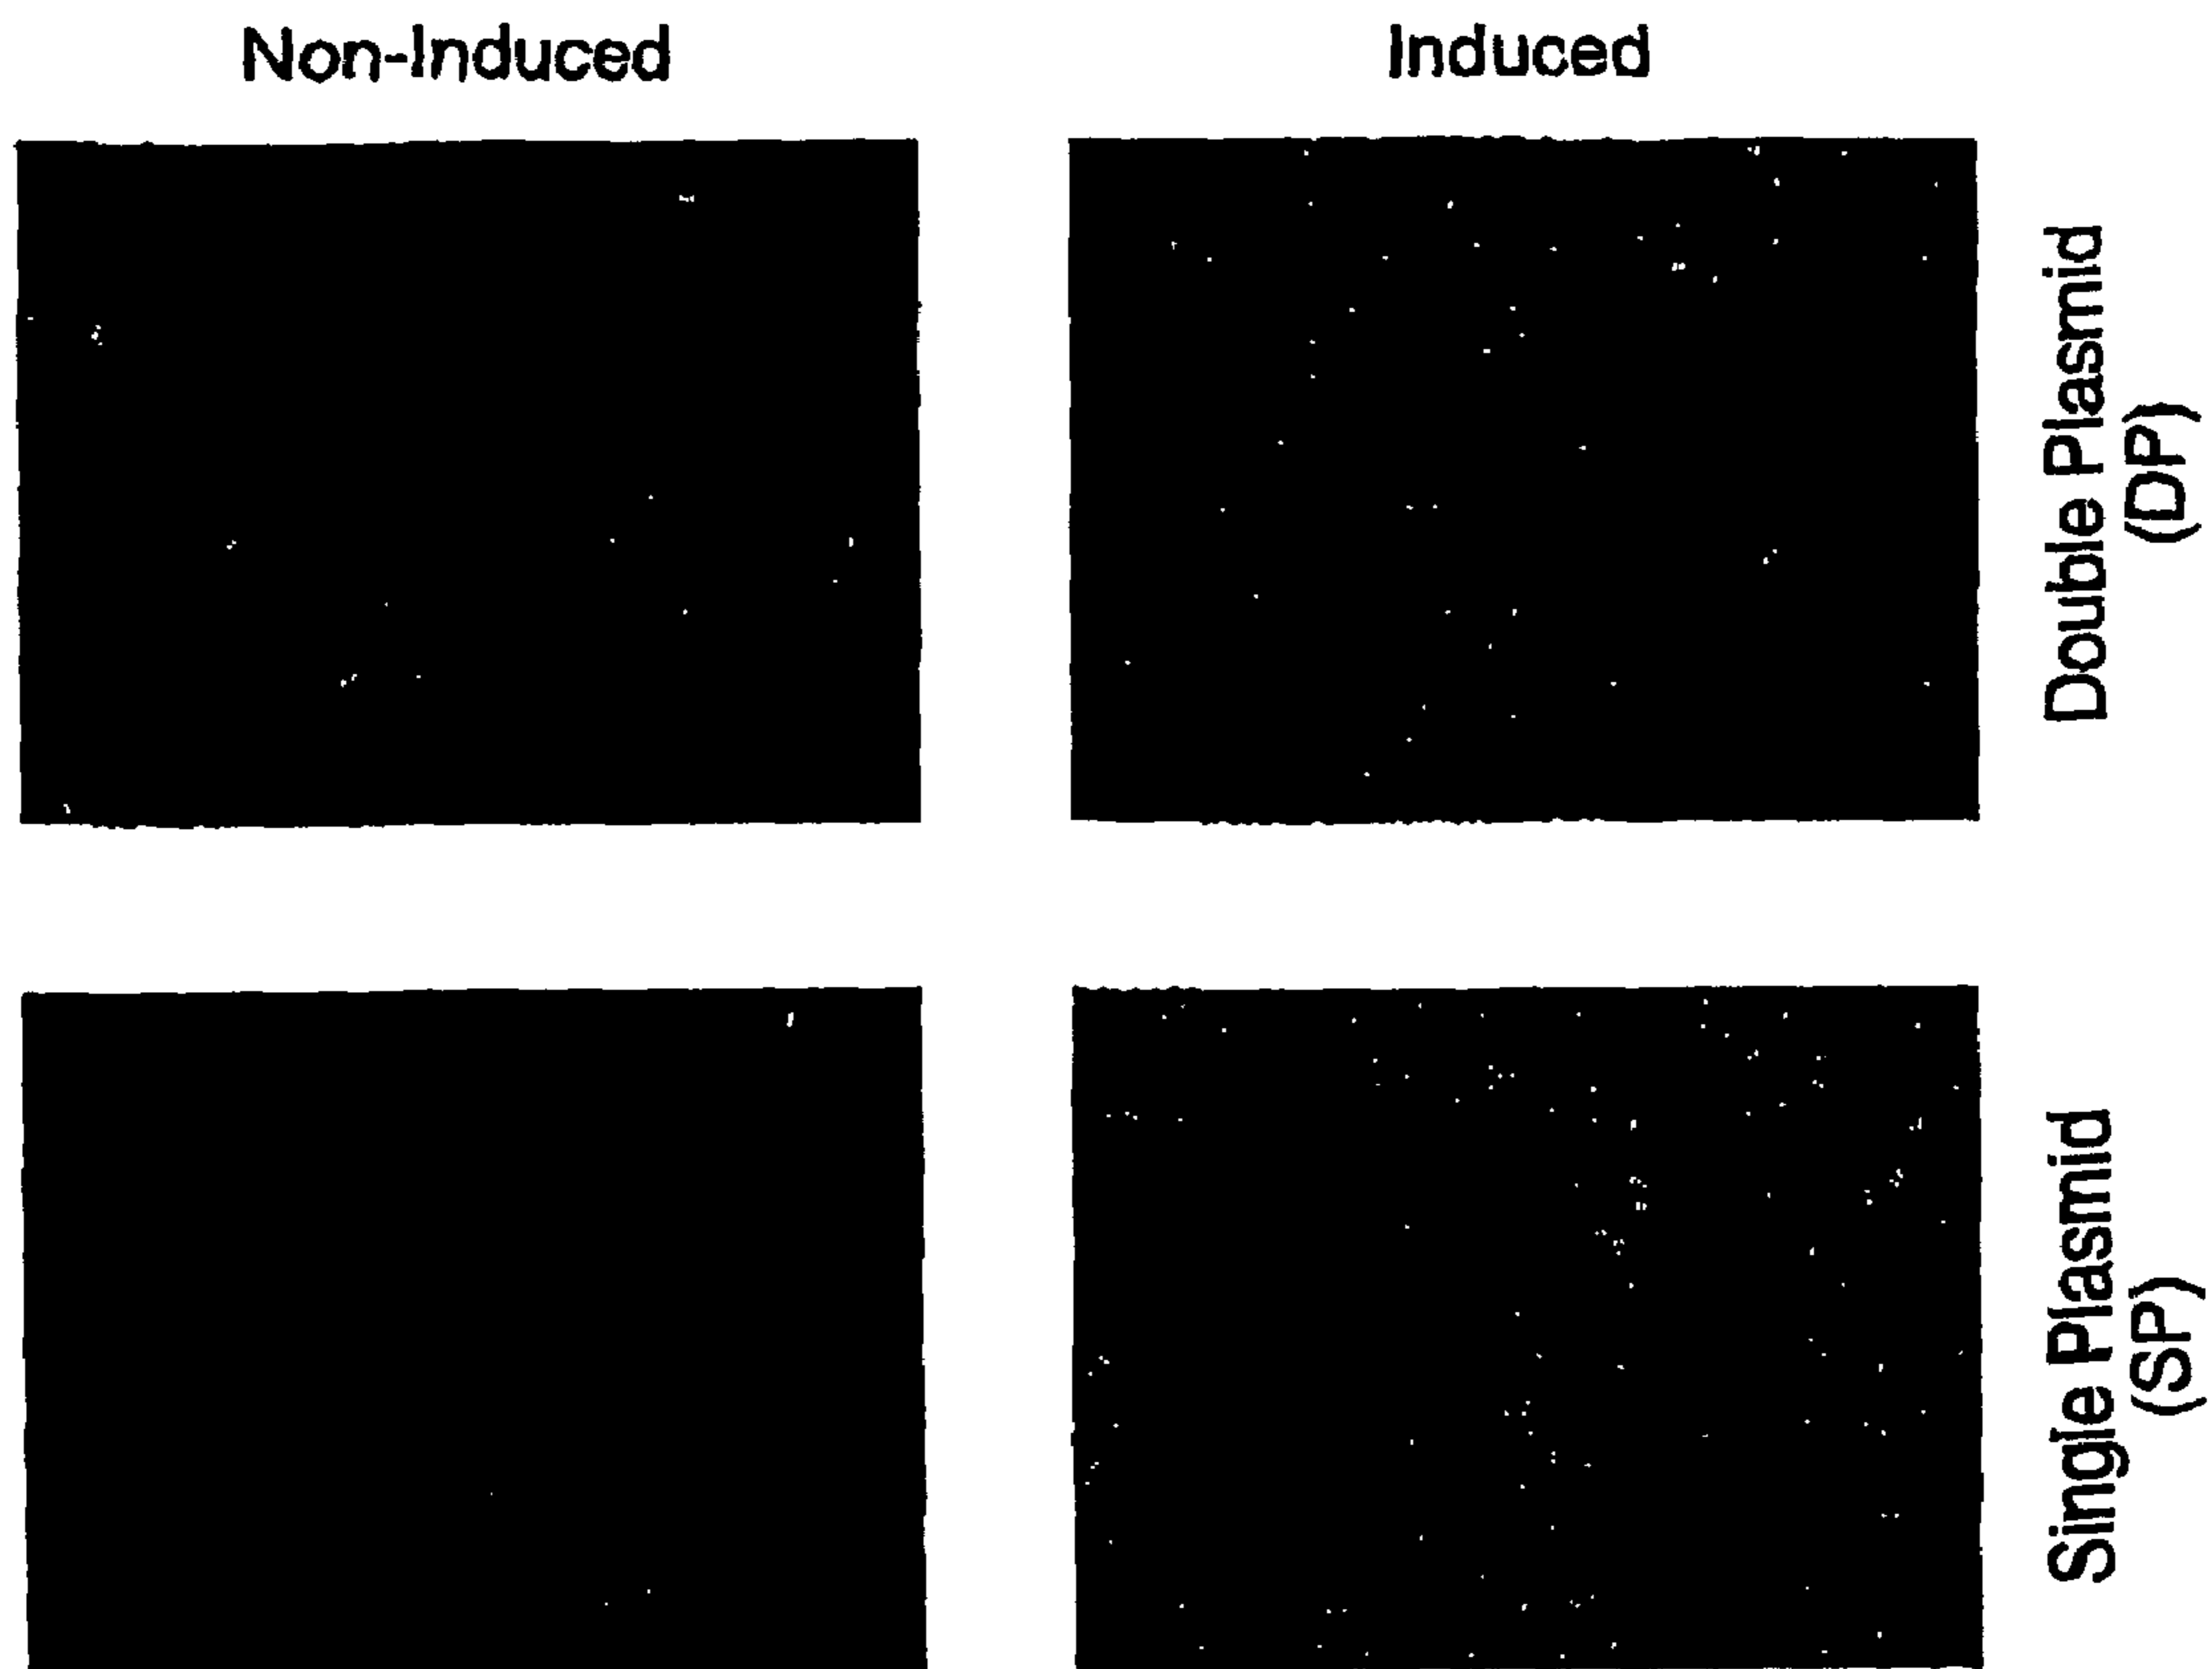 Non-Induced
Induced
Double Plasmid
(DP)
Single Plasmid
(SP)